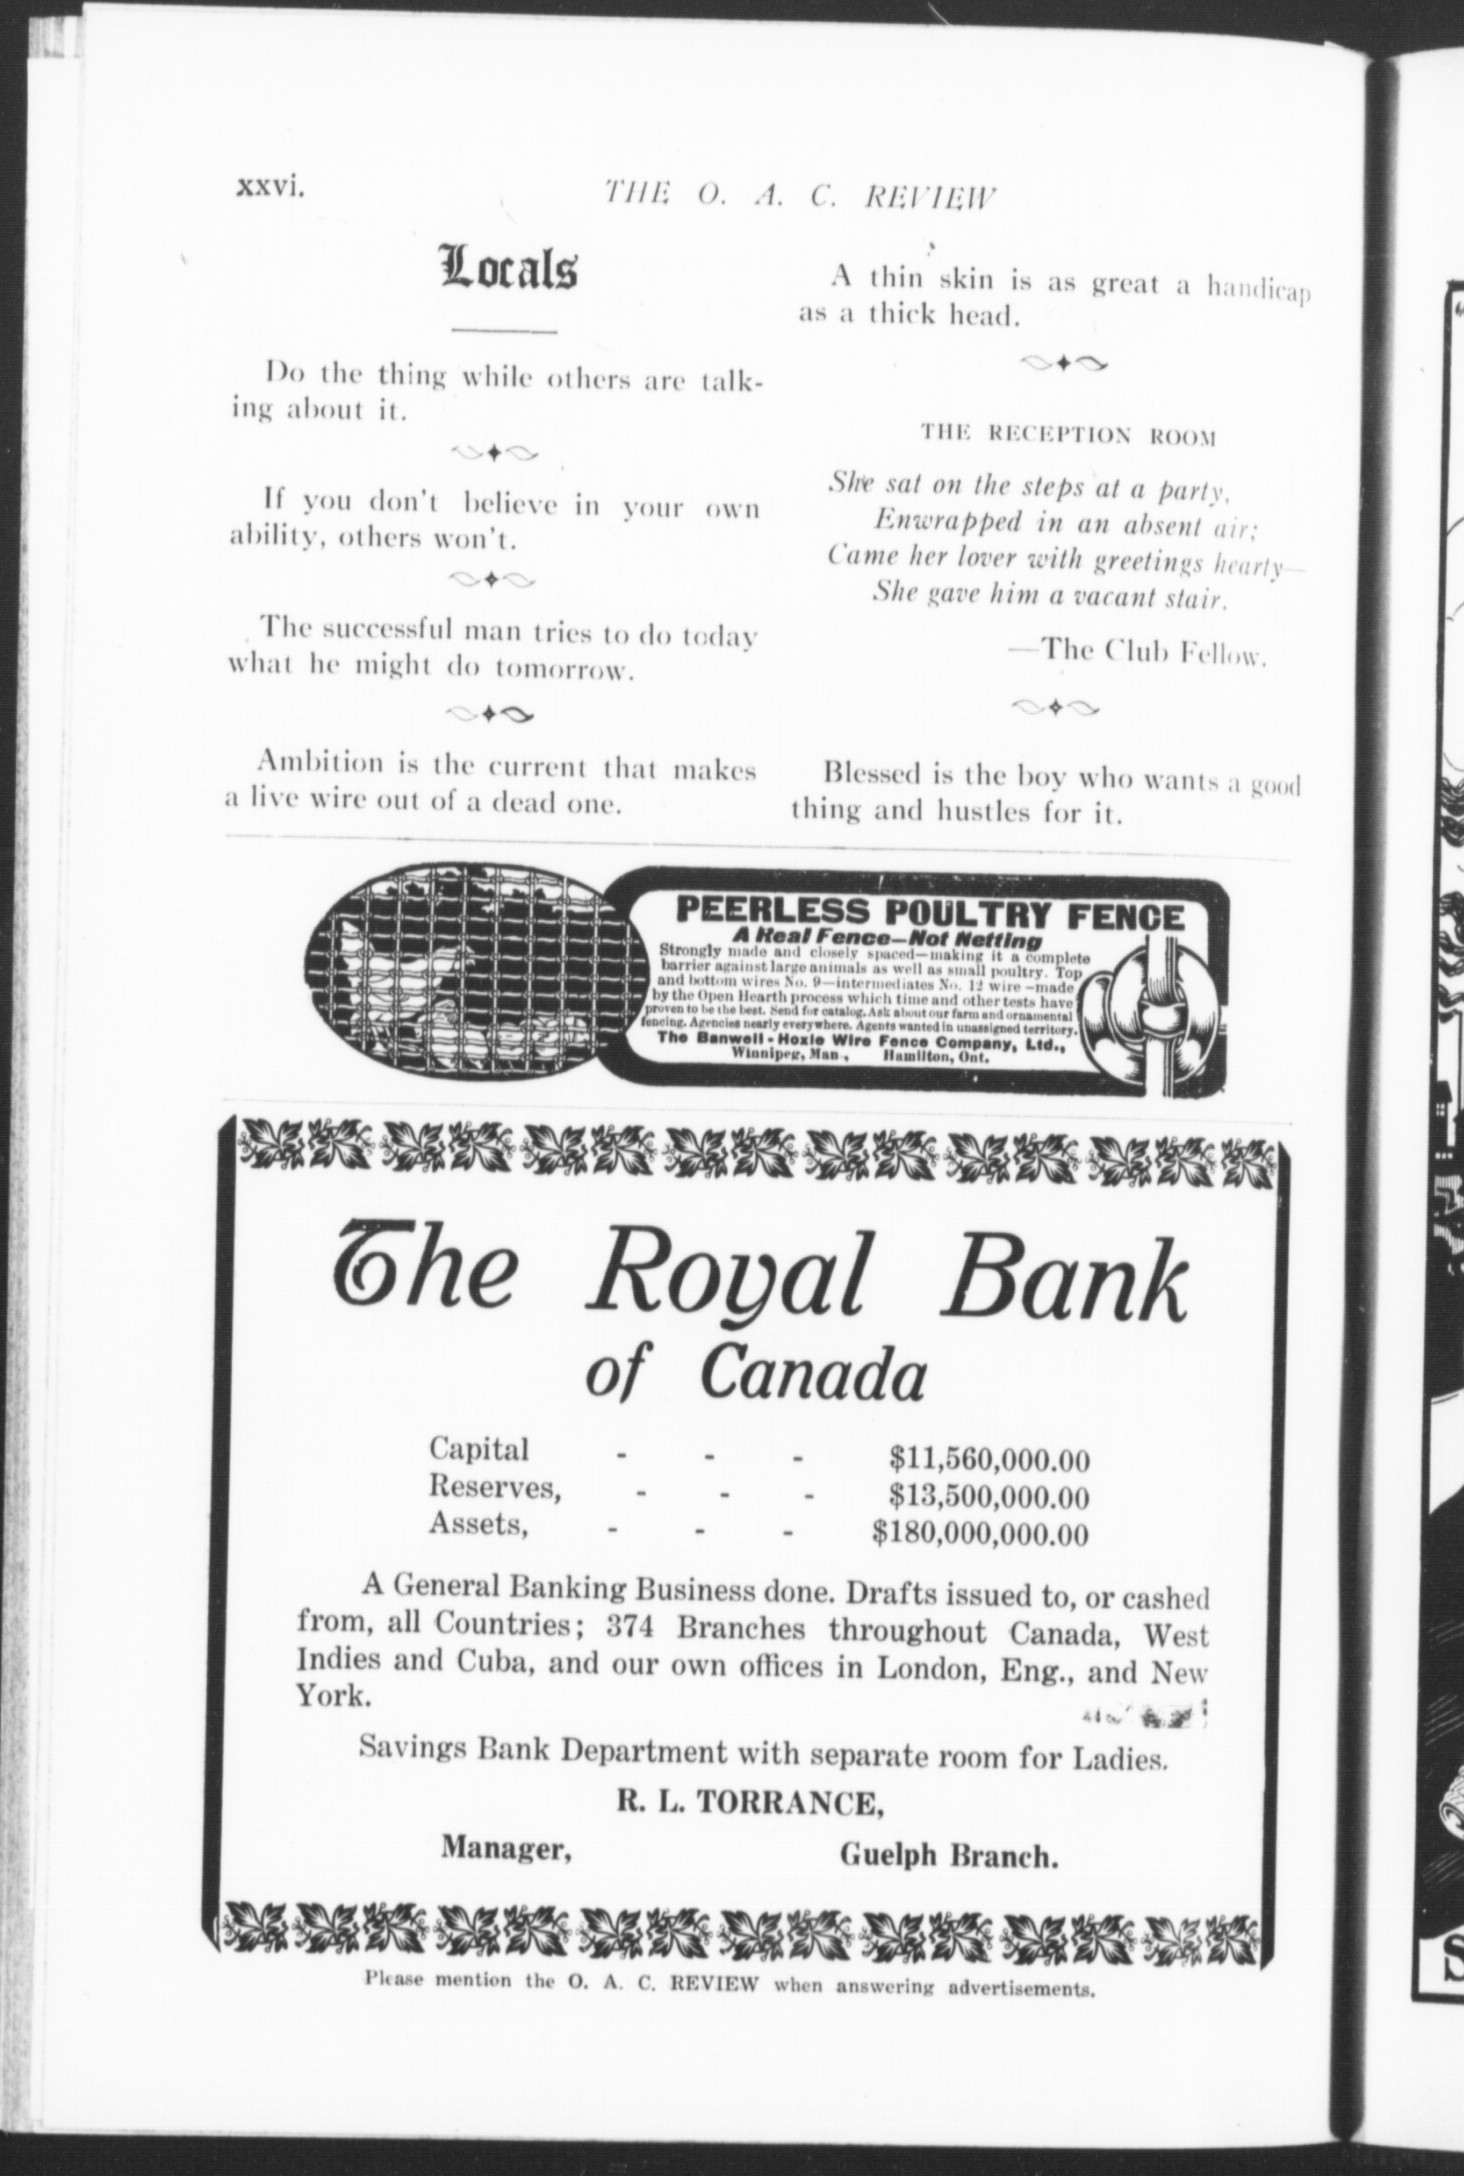 xxvi.
THE O. A. C. REVIEW
Locals
Do the thing while others are talk-
ing about it.
If you don't believe in your own
ability, others won't.
The successful man tries to do today
what he might do tomorrow.
Ambition is the current that makes
a live wire out of a dead one.
A thin skin is as great a handicap
as a thick head.
THE RECEPTION ROOM
She sat on the steps at a party,
Enwrapped in an absent air;
Came her lover with greetings hearty—
She gave him a vacant stair.
—The Club Fellow.
Blessed is the boy who wants a good
thing and hustles for it.
PEERLESS POULTRY FENCE
A Real Fence—Not Netting
Strongly made and closely spaced—making it a complete
barrier against large animals as well as small poultry. Top
and bottom wires No. 9—intermediates No. 12 wire—made
by the Open Hearth process which time and other tests have
proven to be the best. Send for catalog. Ask about our farm and ornamental
fencing. Agencies nearly everywhere. Agents wanted in unassigned territory.
The Banwell-Hoxie Wire Fence Company, Ltd.,
Winnipeg, Man., Hamilton, Ont.
The Royal Bank
of Canada
Capital - - - $11,560,000.00
Reserves, - - - $13,500,000.00
Assets, - - - $180,000,000.00
A General Banking Business done. Drafts issued to, or cashed
from, all Countries; 374 Branches throughout Canada, West
Indies and Cuba, and our own offices in London, Eng., and New
York.
Savings Bank Department with separate room for Ladies.
R. L. TORRANCE,
Manager, Guelph Branch.
Please mention the O. A. C. REVIEW when answering advertisements.